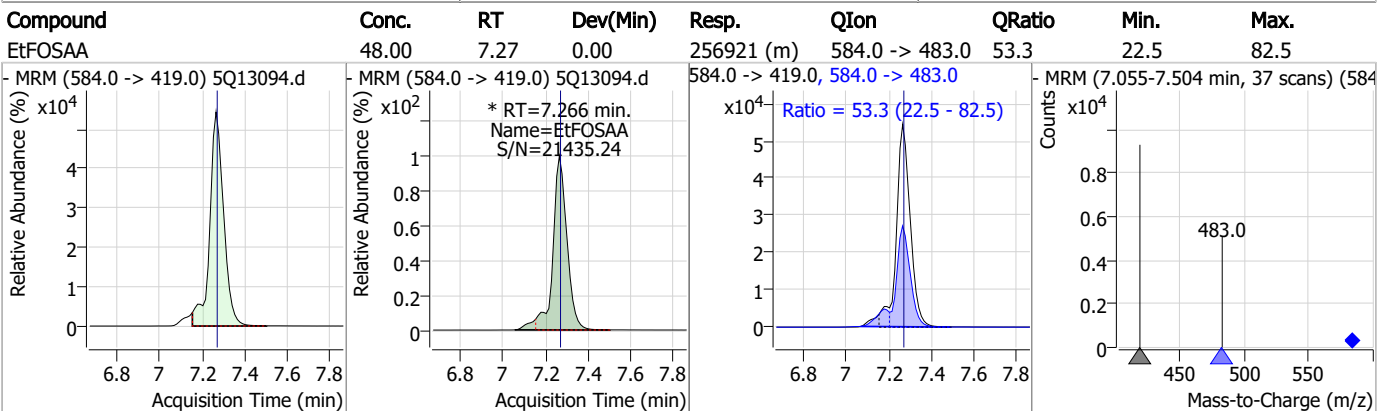 Compound Conc. RT Dev(Min) Resp. QIon QRatio Min. Max.
EtFOSAA 48.00 7.27 0.00 256921 (m) 584.0 -> 483.0 53.3 22.5 82.5
- MRM (584.0 -> 419.0) 5Q13094.d
Relative Abundance (%)
x10⁴
5
4
3
2
1
0
6.8 7 7.2 7.4 7.6 7.8
Acquisition Time (min)
- MRM (584.0 -> 419.0) 5Q13094.d
Relative Abundance (%)
x10²
* RT=7.266 min.
Name=EtFOSAA
S/N=21435.24
1
0.8
0.6
0.4
0.2
0
6.8 7 7.2 7.4 7.6 7.8
Acquisition Time (min)
584.0 -> 419.0, 584.0 -> 483.0
x10⁴
Ratio = 53.3 (22.5 - 82.5)
5
4
3
2
1
0
6.8 7 7.2 7.4 7.6 7.8
Acquisition Time (min)
- MRM (7.055-7.504 min, 37 scans) (584
Counts
x10⁴
483.0
0.8
0.6
0.4
0.2
0
450 500 550
Mass-to-Charge (m/z)